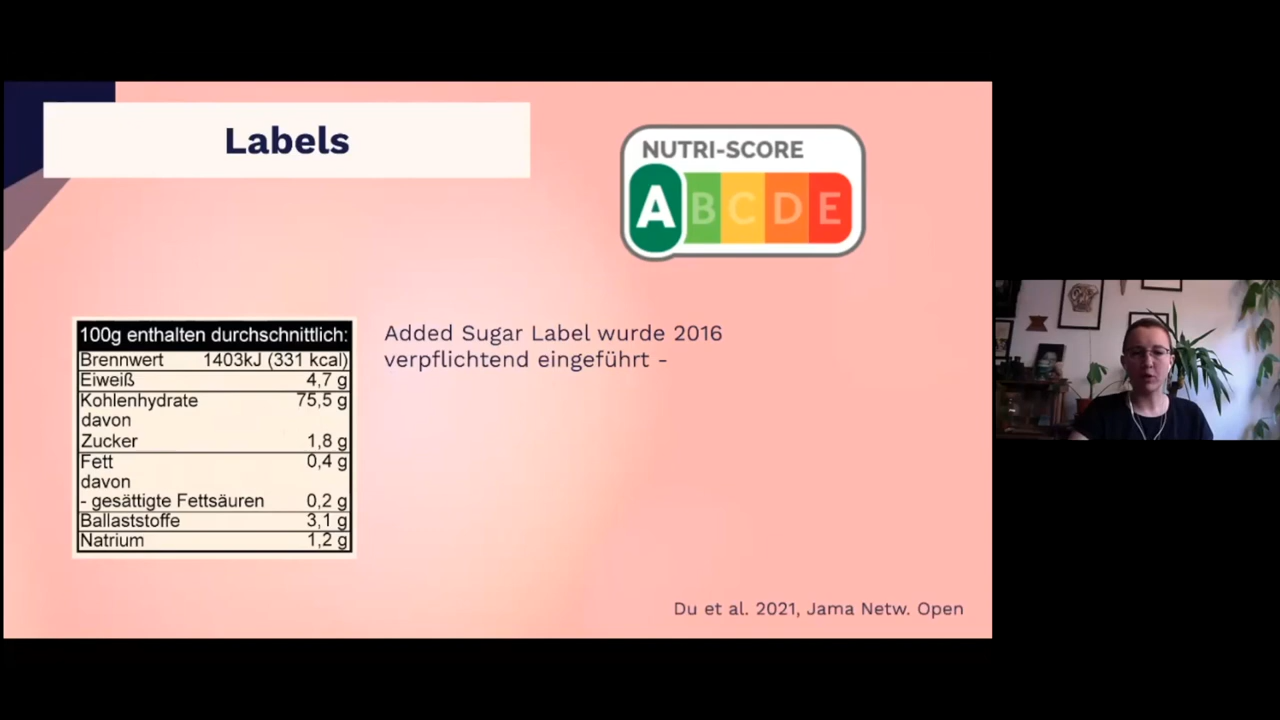 Labels
NUTRI-SCORE
A B C D E
100g enthalten durchschnittlich:
Brennwert 1403kJ (331 kcal)
Eiweiß 4,7 g
Kohlenhydrate 75,5 g
davon
Zucker 1,8 g
Fett 0,4 g
davon
- gesättigte Fettsäuren 0,2 g
Ballaststoffe 3,1 g
Natrium 1,2 g
Added Sugar Label wurde 2016
verpflichtend eingeführt -
Du et al. 2021, Jama Netw. Open